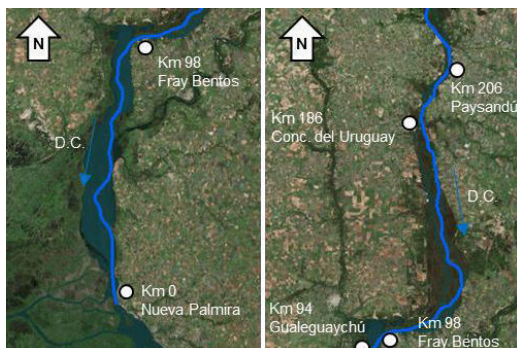 N
Km 98
Fray Bentos
D.C.
Km 0
Nueva Palmira
N
Km 206
Paysandú
Km 186
Conc. del Uruguay
D.C.
Km 94
Gualeguaychú
Km 98
Fray Bentos